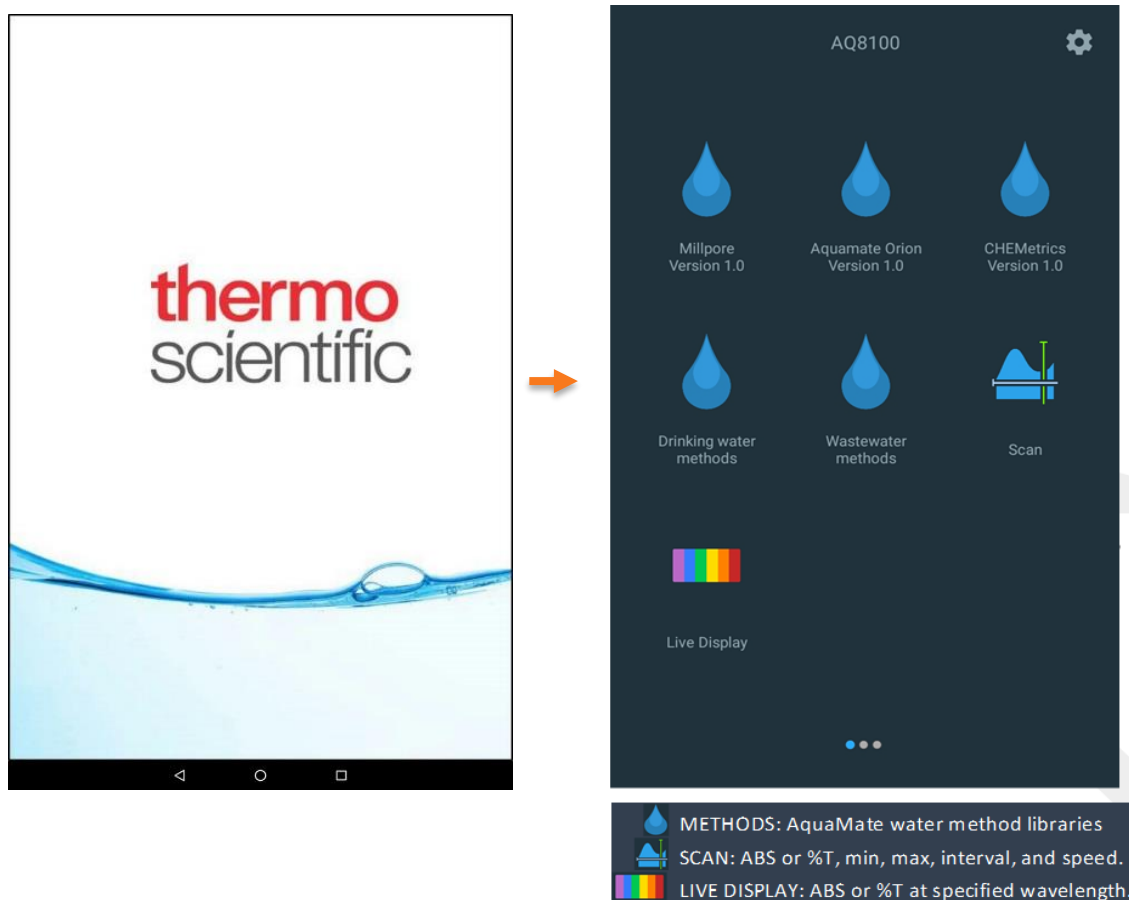 thermo
scientific
AQ8100
Millpore
Version 1.0
Aquamate Orion
Version 1.0
CHEMetrics
Version 1.0
Drinking water
methods
Wastewater
methods
Scan
Live Display
METHODS: AquaMate water method libraries
SCAN: ABS or %T, min, max, interval, and speed.
LIVE DISPLAY: ABS or %T at specified wavelength.